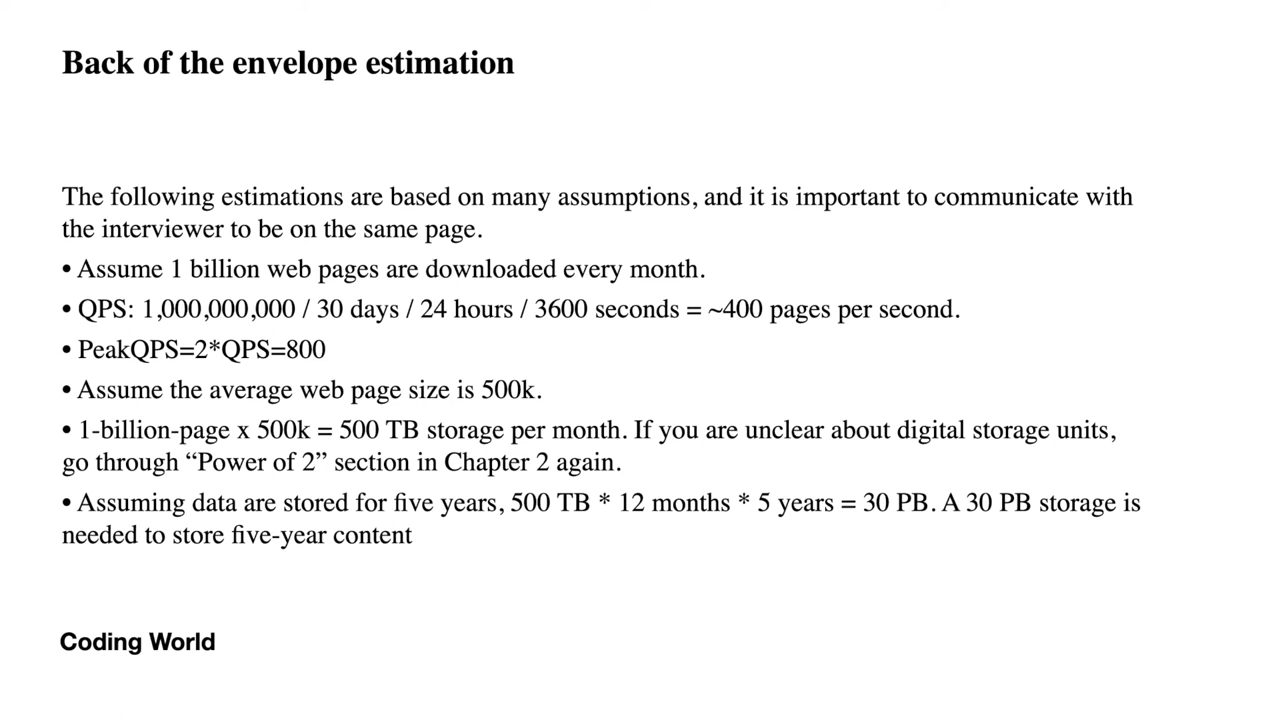 Back of the envelope estimation
The following estimations are based on many assumptions, and it is important to communicate with
the interviewer to be on the same page.
• Assume 1 billion web pages are downloaded every month.
• QPS: 1,000,000,000 / 30 days / 24 hours / 3600 seconds = ~400 pages per second.
• PeakQPS=2*QPS=800
• Assume the average web page size is 500k.
• 1-billion-page x 500k = 500 TB storage per month. If you are unclear about digital storage units,
go through “Power of 2” section in Chapter 2 again.
• Assuming data are stored for five years, 500 TB * 12 months * 5 years = 30 PB. A 30 PB storage is
needed to store five-year content
Coding World